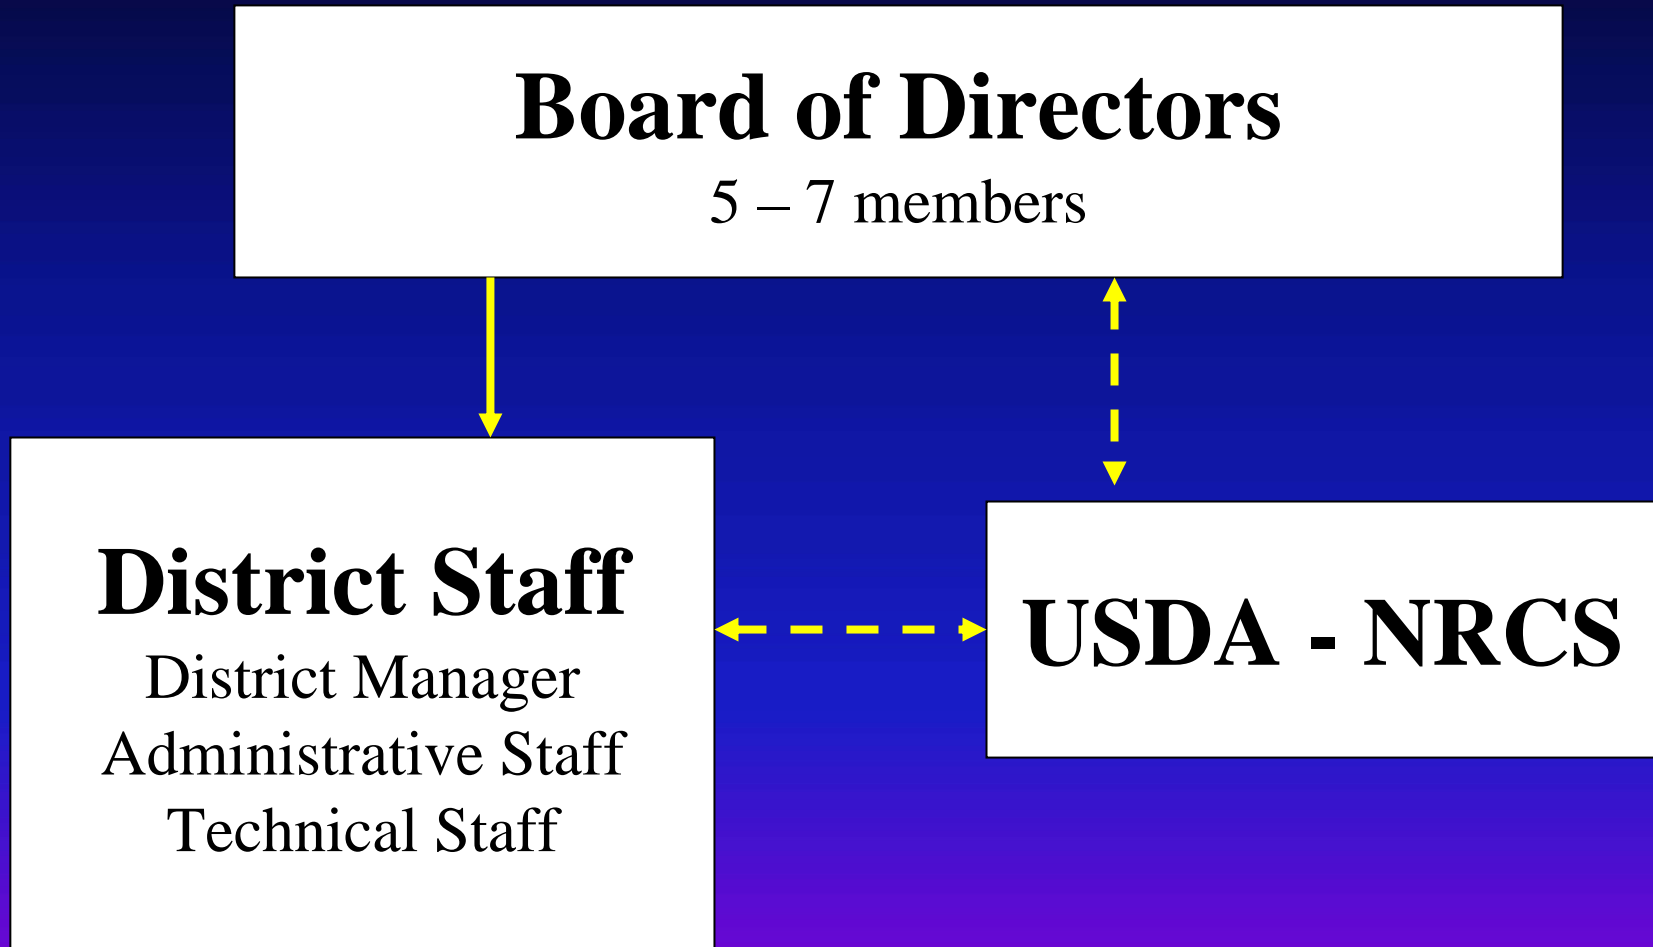 Board of Directors
5 – 7 members
District Staff
District Manager
Administrative Staff
Technical Staff
USDA - NRCS